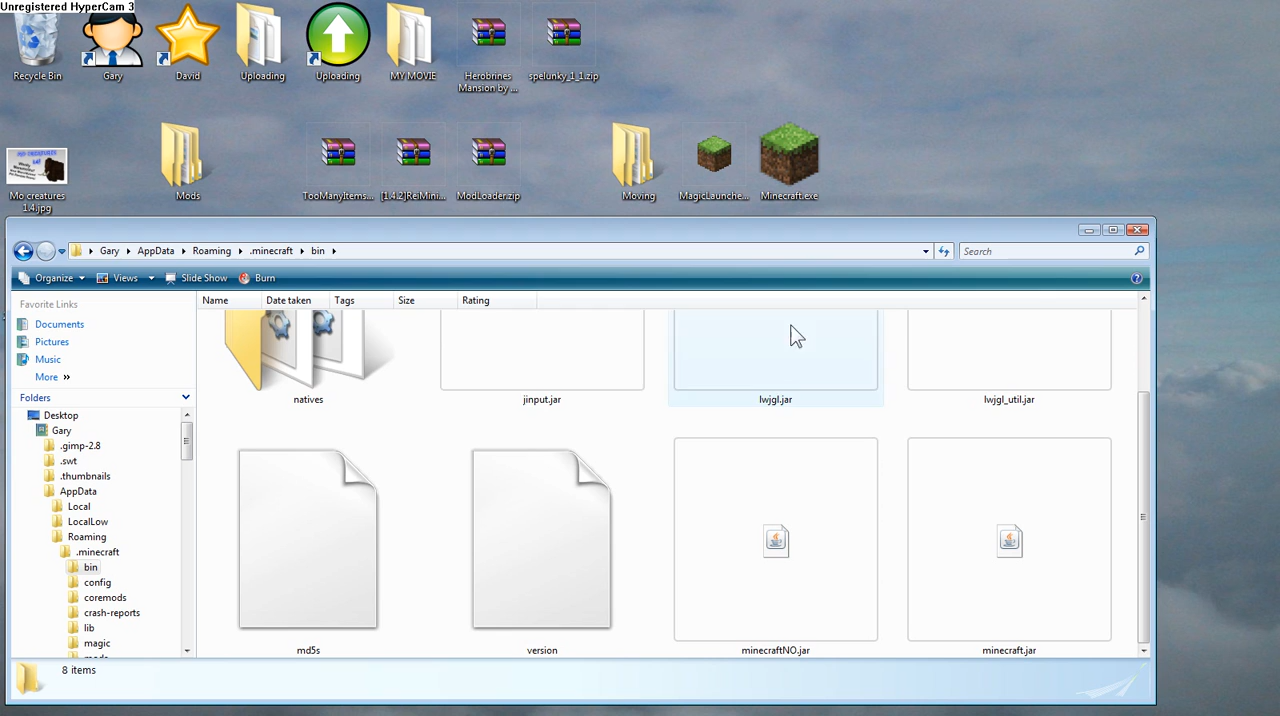 Unregistered HyperCam 3
Recycle Bin
Gary
David
Uploading
Uploading
MY MOVIE
Herobrines
Mansion by ...
spelunky_1_1.zip
Mo creatures
1.4.jpg
Mods
TooManyItems...
[1.4.2]ReiMini...
ModLoader.zip
Moving
MagicLaunche...
Minecraft.exe
Gary
AppData
Roaming
.minecraft
bin
Search
Organize
Views
Slide Show
Burn
Favorite Links
Documents
Pictures
Music
More »
Folders
Desktop
Gary
.gimp-2.8
.swt
.thumbnails
AppData
Local
LocalLow
Roaming
.minecraft
bin
config
coremods
crash-reports
lib
magic
Name
Date taken
Tags
Size
Rating
natives
jinput.jar
lwjgl.jar
lwjgl_util.jar
md5s
version
minecraftNO.jar
minecraft.jar
8 items